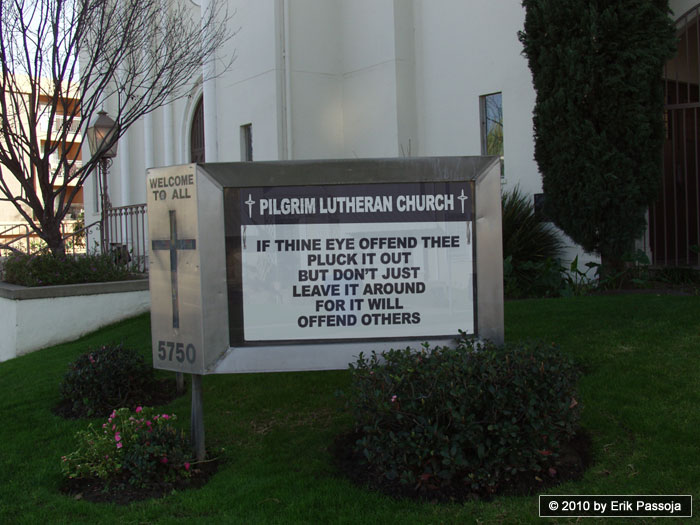 WELCOME
TO ALL
5750
PILGRIM LUTHERAN CHURCH
IF THINE EYE OFFEND THEE
PLUCK IT OUT
BUT DON'T JUST
LEAVE IT AROUND
FOR IT WILL
OFFEND OTHERS
© 2010 by Erik Passoja